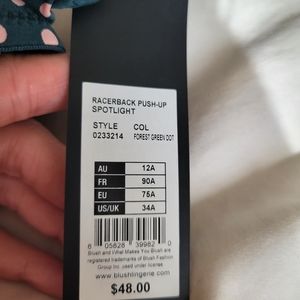 RACERBACK PUSH-UP
SPOTLIGHT
STYLE COL
0233214 FOREST GREEN DOT
AU 12A
FR 90A
EU 75A
US/UK 34A
6 05828 39982 0
Blush and What Makes You Blush are
registered trademarks of Blush Fashion
Group Inc. used under license
www.blushlingerie.com
$48.00